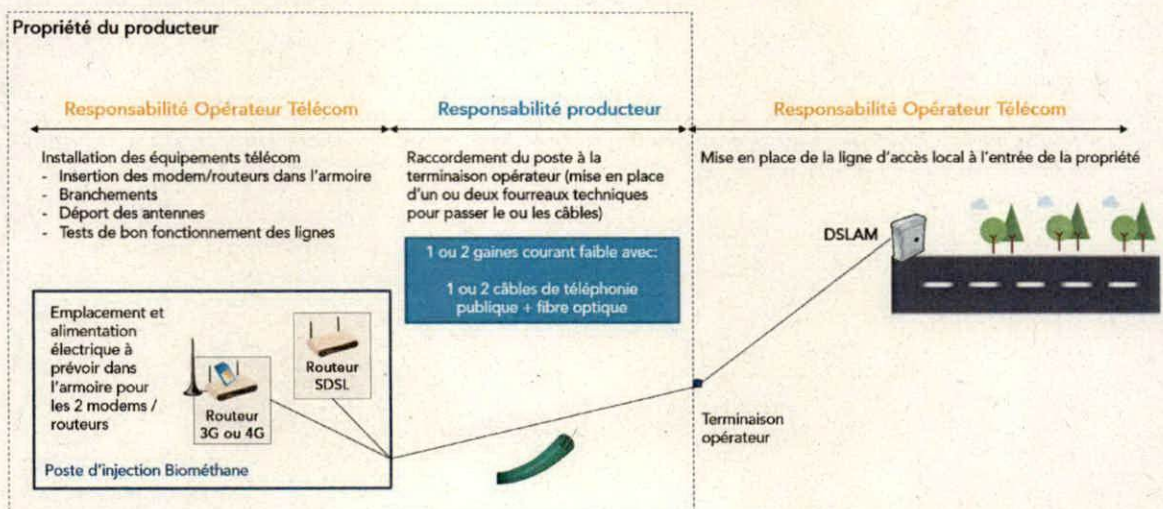 Propriété du producteur
Responsabilité Opérateur Télécom
Responsabilité producteur
Responsabilité Opérateur Télécom
Installation des équipements télécom
- Insertion des modem/routeurs dans l'armoire
- Branchements
- Déport des antennes
- Tests de bon fonctionnement des lignes
Raccordement du poste à la
terminaison opérateur (mise en place
d'un ou deux fourreaux techniques
pour passer le ou les câbles)
Mise en place de la ligne d'accès local à l'entrée de la propriété
1 ou 2 gaines courant faible avec:
1 ou 2 câbles de téléphonie
publique + fibre optique
DSLAM
Emplacement et
alimentation
électrique à
prévoir dans
l'armoire pour
les 2 modems /
routeurs
Routeur
SDSL
Routeur
3G ou 4G
Poste d'injection Biométhane
Terminaison
opérateur